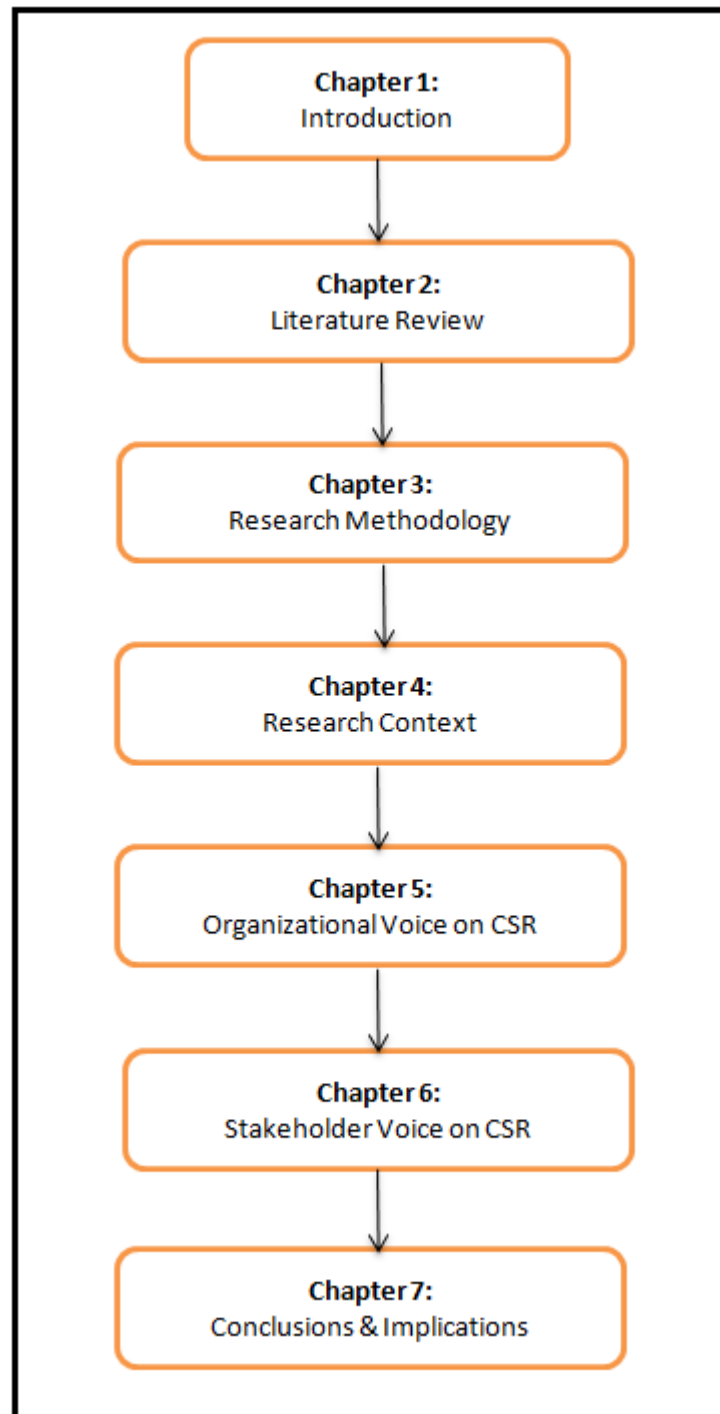 Chapter 1:
Introduction
Chapter 2:
Literature Review
Chapter 3:
Research Methodology
Chapter 4:
Research Context
Chapter 5:
Organizational Voice on CSR
Chapter 6:
Stakeholder Voice on CSR
Chapter 7:
Conclusions & Implications